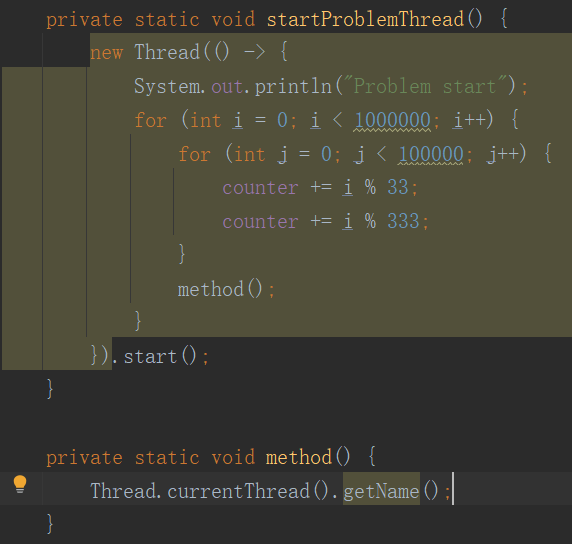 private static void startProblemThread() {
new Thread(() -> {
System.out.println("Problem start");
for (int i = 0; i < 1000000; i++) {
for (int j = 0; j < 100000; j++) {
counter += i % 33;
counter += i % 333;
}
method();
}
}).start();
}
private static void method() {
Thread.currentThread().getName();
}